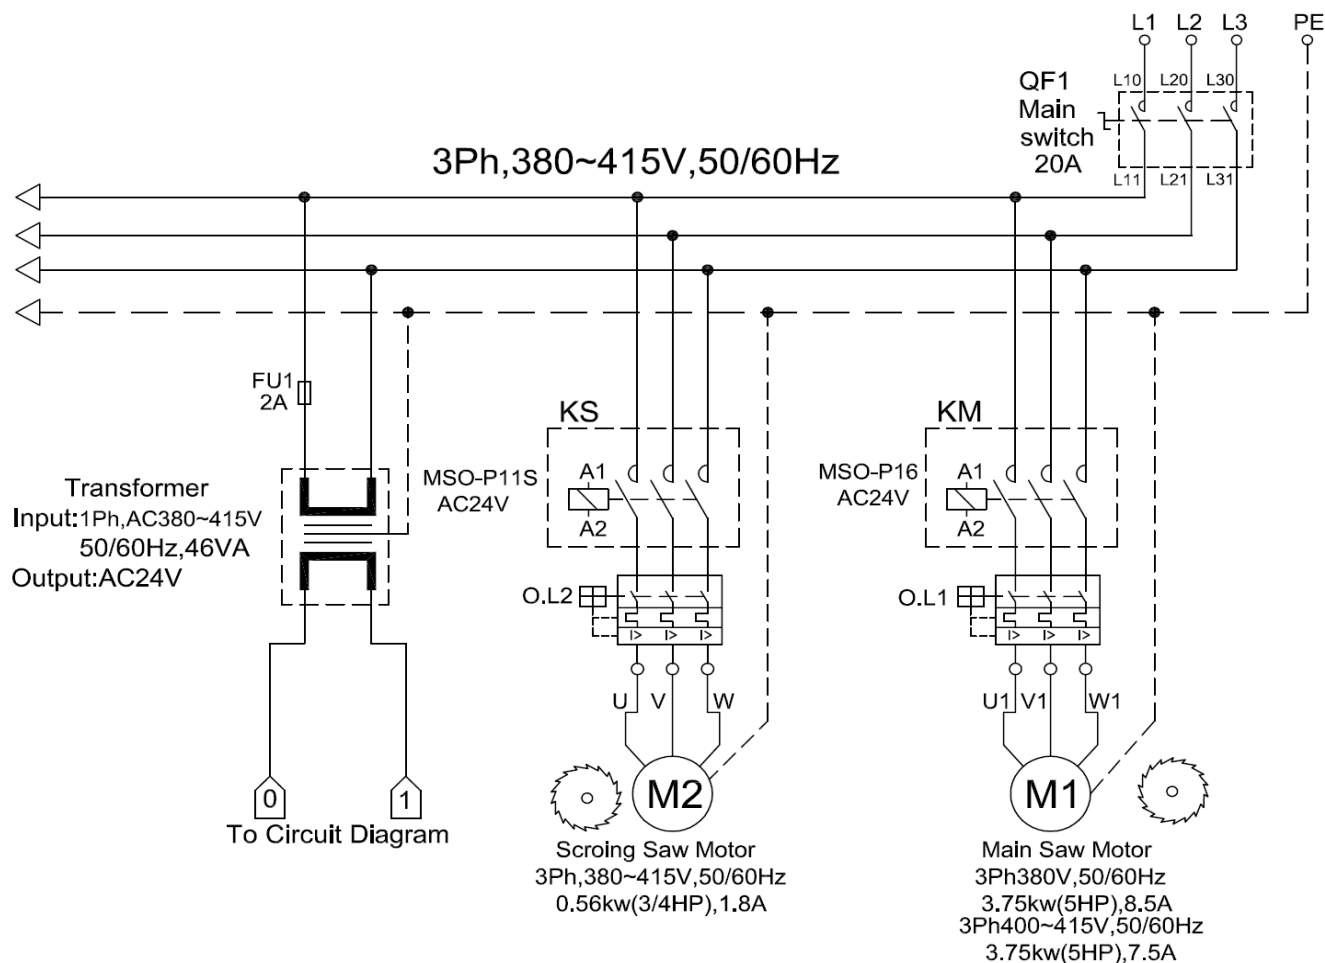 L1 L2 L3 PE
QF1
Main
switch
20A
L10 L20 L30
L11 L21 L31
3Ph,380~415V,50/60Hz
FU1
2A
Transformer
Input:1Ph,AC380~415V
50/60Hz,46VA
Output:AC24V
KS
MSO-P11S
AC24V
A1
A2
KM
MSO-P16
AC24V
A1
A2
O.L2
I> I> I>
O.L1
I> I> I>
U V W
U1 V1 W1
0 1
To Circuit Diagram
M2
Scroing Saw Motor
3Ph,380~415V,50/60Hz
0.56kw(3/4HP),1.8A
M1
Main Saw Motor
3Ph380V,50/60Hz
3.75kw(5HP),8.5A
3Ph400~415V,50/60Hz
3.75kw(5HP),7.5A